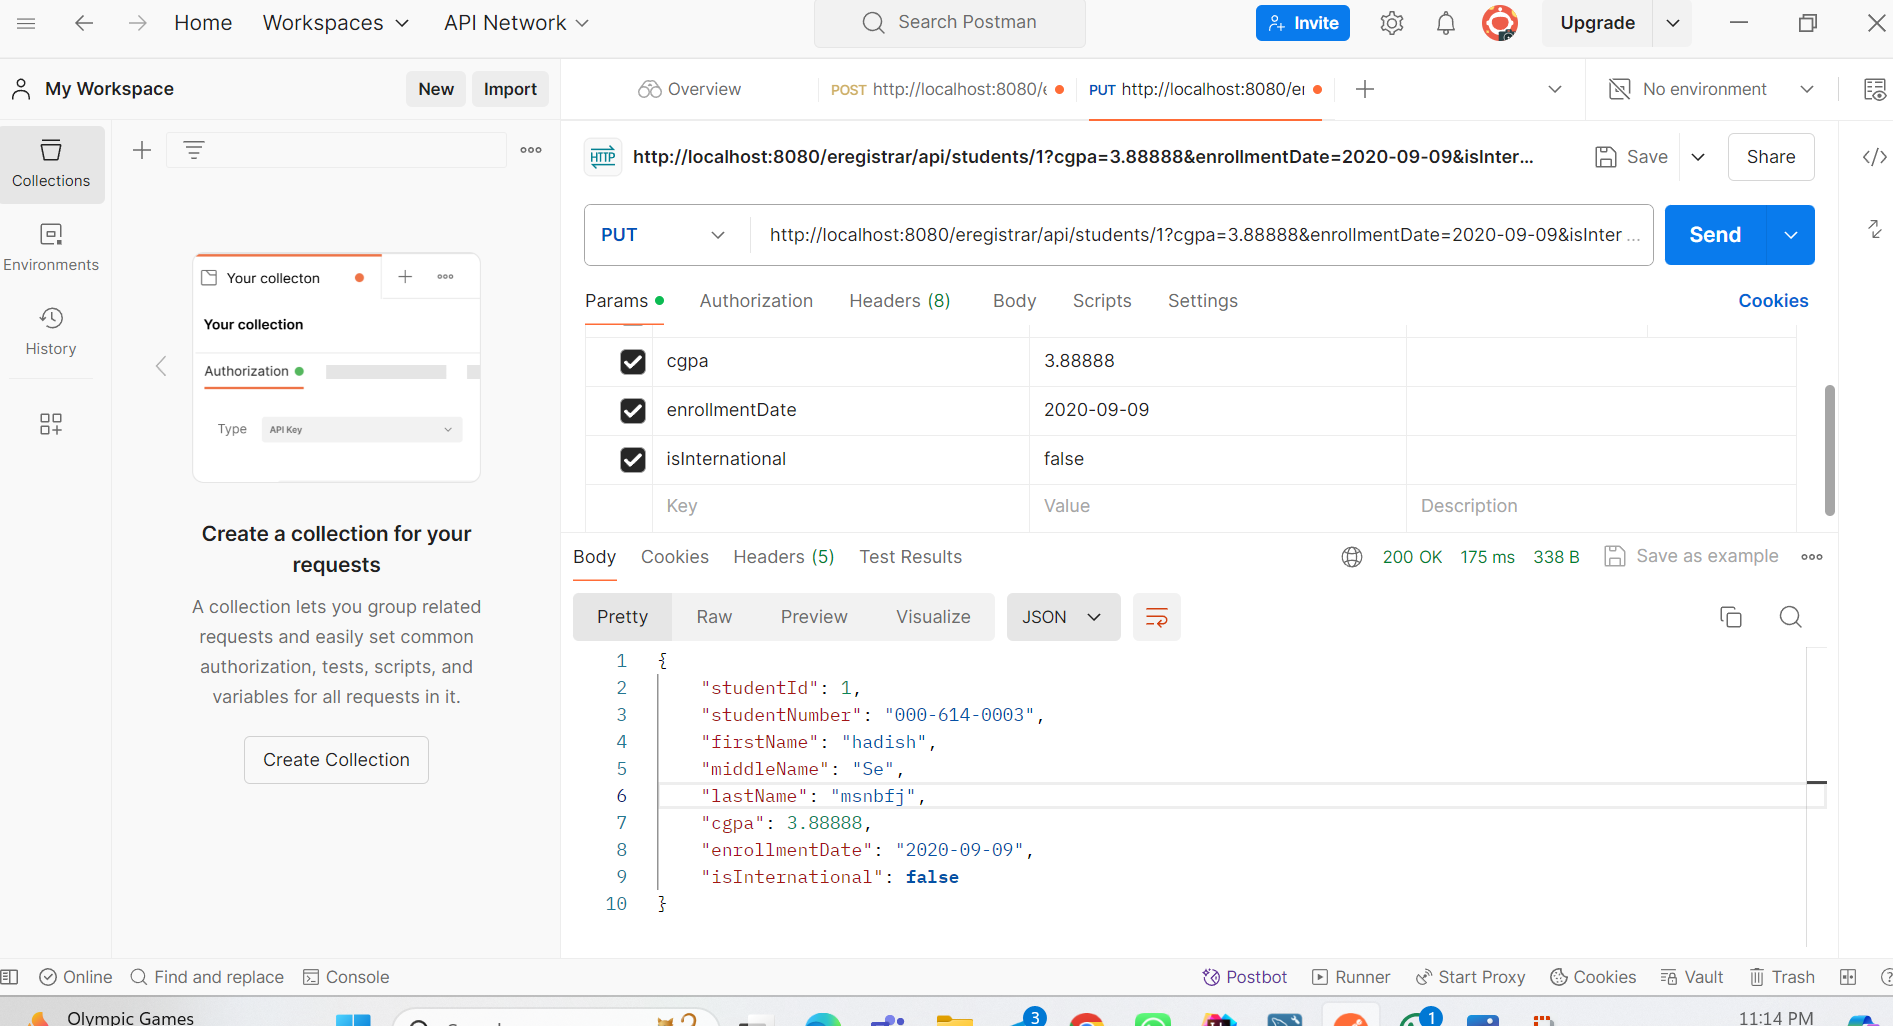 Home Workspaces API Network Search Postman Invite Upgrade
My Workspace New Import Overview POST http://localhost:8080/e PUT http://localhost:8080/er No environment
Collections
HTTP http://localhost:8080/eregistrar/api/students/1?cgpa=3.88888&enrollmentDate=2020-09-09&isInter... Save Share
Environments
PUT http://localhost:8080/eregistrar/api/students/1?cgpa=3.88888&enrollmentDate=2020-09-09&isInter ... Send
History
Your collecton
Your collection
Authorization
Type API Key
Create a collection for your
requests
A collection lets you group related
requests and easily set common
authorization, tests, scripts, and
variables for all requests in it.
Create Collection
Params Authorization Headers (8) Body Scripts Settings Cookies
cgpa 3.88888
enrollmentDate 2020-09-09
isInternational false
Key Value Description
Body Cookies Headers (5) Test Results 200 OK 175 ms 338 B Save as example
Pretty Raw Preview Visualize JSON
1 {
2 "studentId": 1,
3 "studentNumber": "000-614-0003",
4 "firstName": "hadish",
5 "middleName": "Se",
6 "lastName": "msnbfj",
7 "cgpa": 3.88888,
8 "enrollmentDate": "2020-09-09",
9 "isInternational": false
10 }
Online Find and replace Console Postbot Runner Start Proxy Cookies Vault Trash
Olympic Games 3 1 11:14 PM